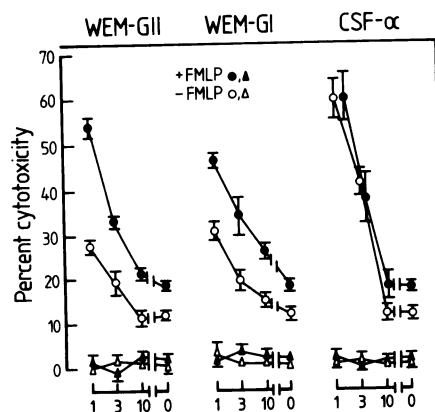 WEM-GII WEM-GI CSF-α
+FMLP ●,▲
−FMLP ○,△
Percent cytotoxicity
70
60
50
40
30
20
10
0
1 3 10 0 1 3 10 0 1 3 10 0